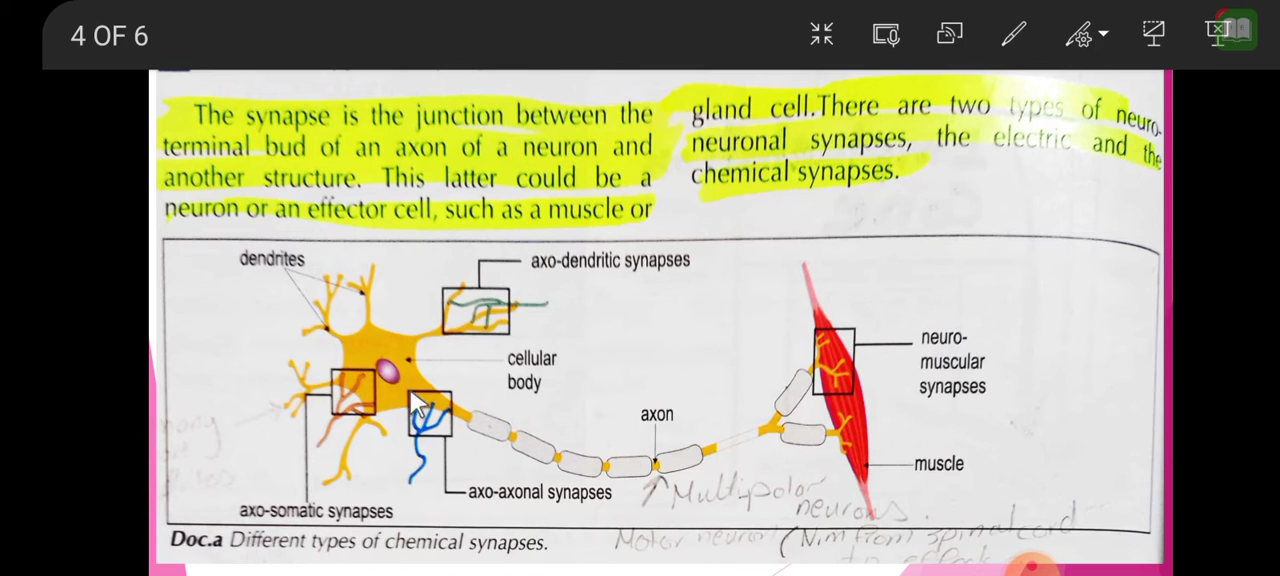 4 OF 6
The synapse is the junction between the
terminal bud of an axon of a neuron and
another structure. This latter could be a
neuron or an effector cell, such as a muscle or
gland cell.There are two types of neuro-
neuronal synapses, the electric and the
chemical synapses.
dendrites
axo-dendritic synapses
cellular
body
neuro-
muscular
synapses
axon
muscle
axo-axonal synapses
axo-somatic synapses
Multipolar
neurons.
Doc.a Different types of chemical synapses.
Motor neuron (N.m from spinal cord
to